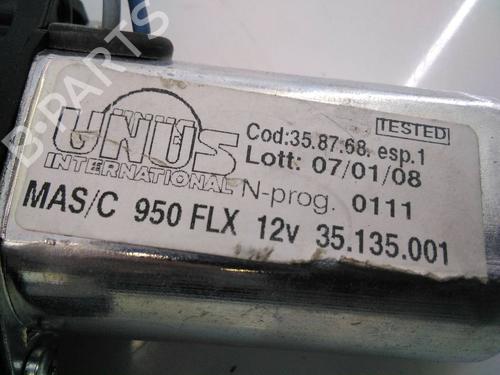 UNUS
INTERNATIONAL
TESTED
Cod:35.87.68. esp.1
Lott: 07/01/08
N-prog. 0111
MAS/C 950 FLX 12v 35.135.001
B-PARTS